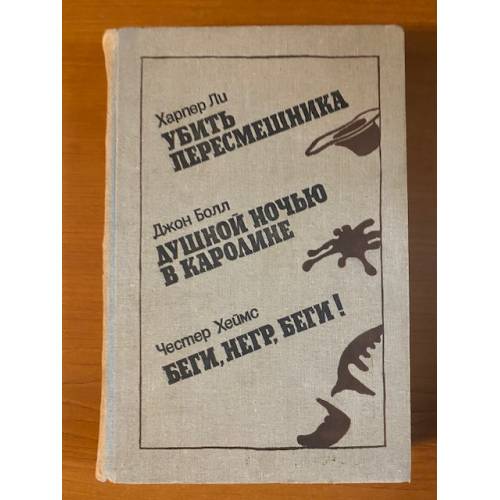 Харпер Ли
УБИТЬ
ПЕРЕСМЕШНИКА
Джон Болл
ДУШНОЙ НОЧЬЮ
В КАРОЛИНЕ
Честер Хеймс
БЕГИ, НЕГР, БЕГИ!